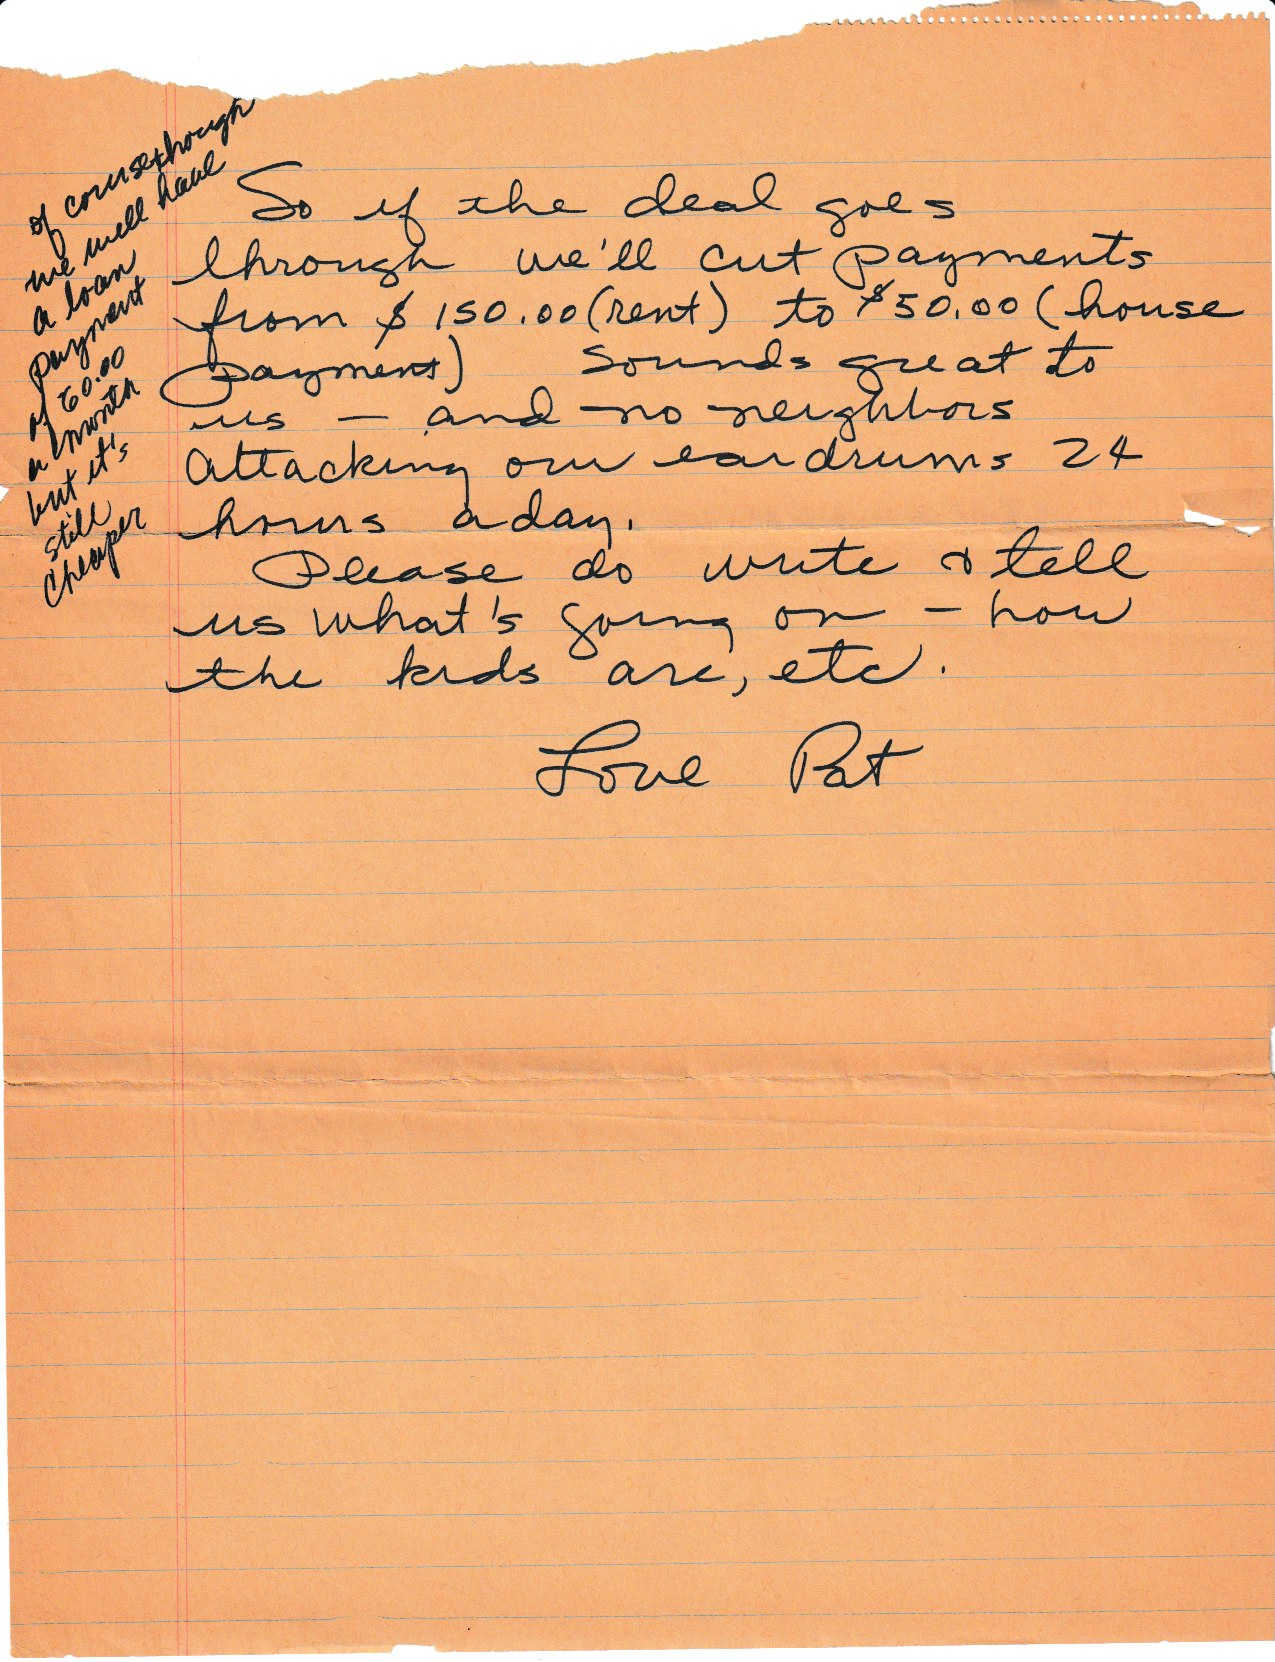 of course though
we will have
a loan
payment
of 60.00
a month
but it's
still
cheaper
So if the deal goes
through we'll cut payments
from $150.00 (rent) to $50.00 (house
payment) Sounds great to
us - and no neighbors
attacking our eardrums 24
hours a day.
Please do write & tell
us what's going on - how
the kids are, etc.
Love Pat